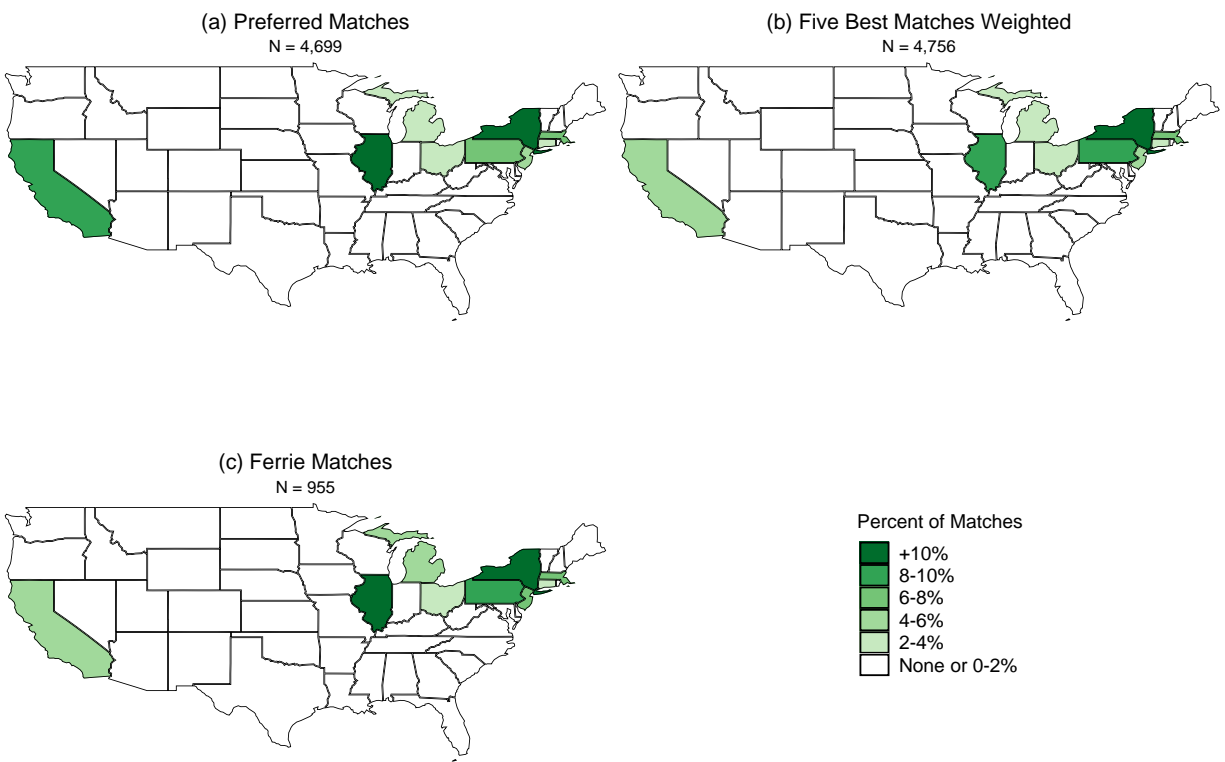 (a) Preferred Matches
N = 4,699
(b) Five Best Matches Weighted
N = 4,756
(c) Ferrie Matches
N = 955
Percent of Matches
+10%
8-10%
6-8%
4-6%
2-4%
None or 0-2%